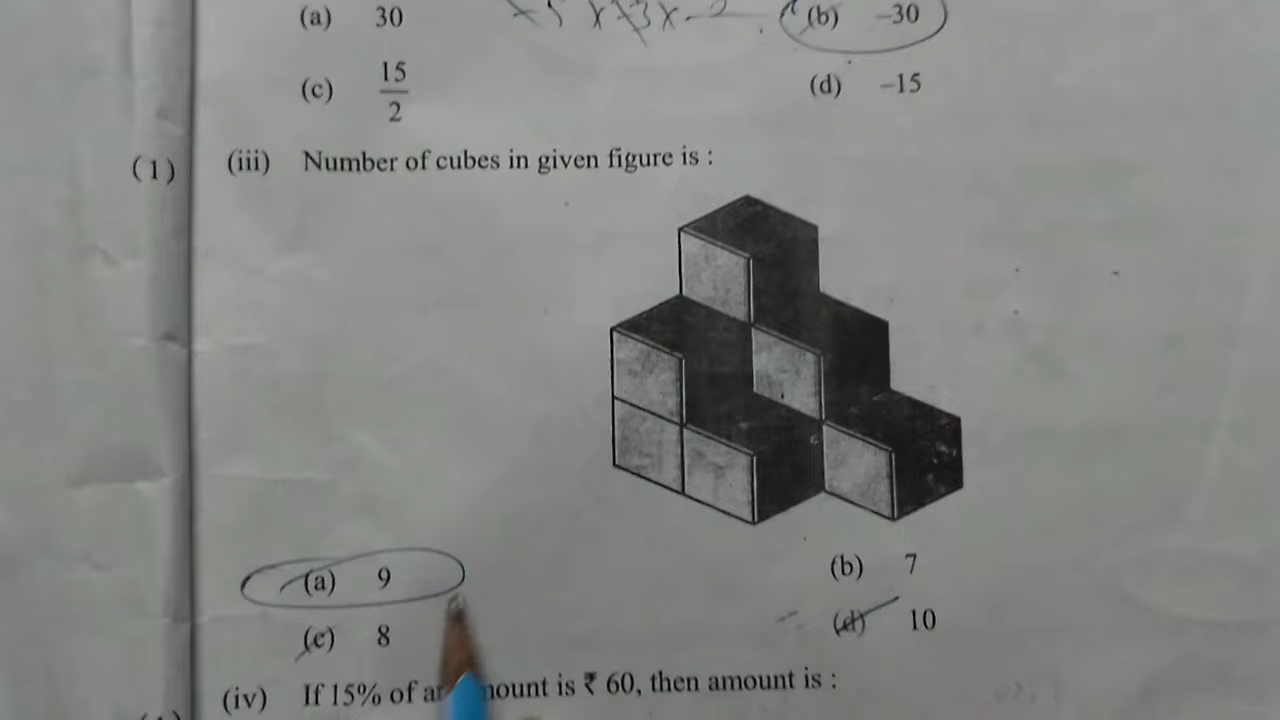 (a) 30 (b) –30
(c) 15/2 (d) –15
(1) (iii) Number of cubes in given figure is :
(a) 9 (b) 7
(c) 8 (d) 10
(iv) If 15% of amount is ₹ 60, then amount is :